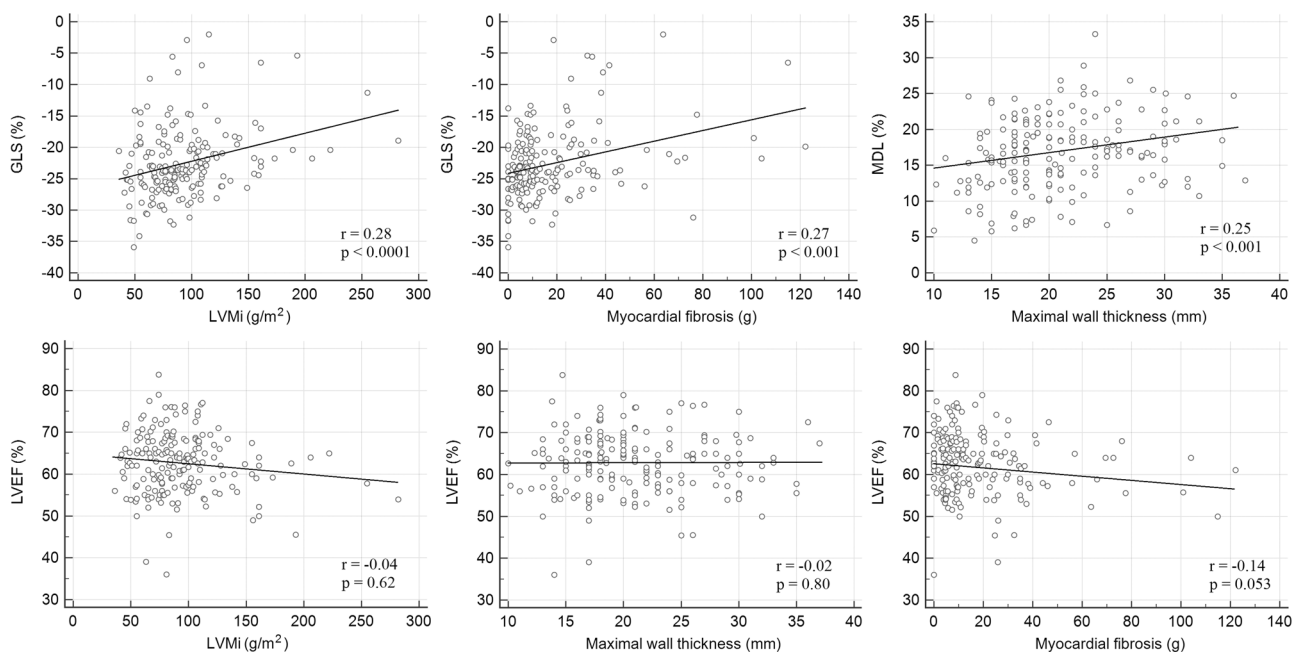 0
-5
-10
-15
-20
-25
-30
-35
-40
GLS (%)
r = 0.28
p < 0.0001
0 50 100 150 200 250 300
LVMi (g/m²)
0
-5
-10
-15
-20
-25
-30
-35
-40
GLS (%)
r = 0.27
p < 0.001
0 20 40 60 80 100 120 140
Myocardial fibrosis (g)
35
30
25
20
15
10
5
0
MDL (%)
r = 0.25
p < 0.001
10 15 20 25 30 35 40
Maximal wall thickness (mm)
90
80
70
60
50
40
30
LVEF (%)
r = -0.04
p = 0.62
0 50 100 150 200 250 300
LVMi (g/m²)
90
80
70
60
50
40
30
LVEF (%)
r = -0.02
p = 0.80
10 15 20 25 30 35 40
Maximal wall thickness (mm)
90
80
70
60
50
40
30
LVEF (%)
r = -0.14
p = 0.053
0 20 40 60 80 100 120 140
Myocardial fibrosis (g)